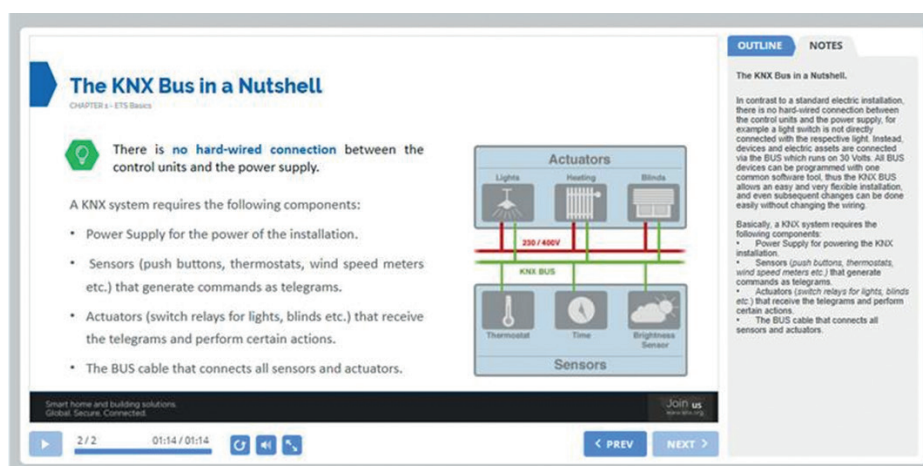 The KNX Bus in a Nutshell
CHAPTER 1 - ETS Basics
There is no hard-wired connection between the
control units and the power supply.
A KNX system requires the following components:
• Power Supply for the power of the installation.
• Sensors (push buttons, thermostats, wind speed meters
etc.) that generate commands as telegrams.
• Actuators (switch relays for lights, blinds etc.) that receive
the telegrams and perform certain actions.
• The BUS cable that connects all sensors and actuators.
Actuators
Lights Heating Blinds
230 / 400V
KNX BUS
Thermostat Time Brightness
Sensor
Sensors
Smart home and building solutions.
Global. Secure. Connected.
Join us
www.knx.org
2 / 2 01:14 / 01:14
PREV NEXT
OUTLINE NOTES
The KNX Bus in a Nutshell.
In contrast to a standard electric installation,
there is no hard-wired connection between
the control units and the power supply, for
example a light switch is not directly
connected with the respective light. Instead,
devices and electric assets are connected
via the BUS which runs on 30 Volts. All BUS
devices can be programmed with one
common software tool, thus the KNX BUS
allows an easy and very flexible installation,
and even subsequent changes can be done
easily without changing the wiring.
Basically, a KNX system requires the
following components:
• Power Supply for powering the KNX
installation.
• Sensors (push buttons, thermostats,
wind speed meters etc.) that generate
commands as telegrams.
• Actuators (switch relays for lights, blinds
etc.) that receive the telegrams and perform
certain actions.
• The BUS cable that connects all
sensors and actuators.